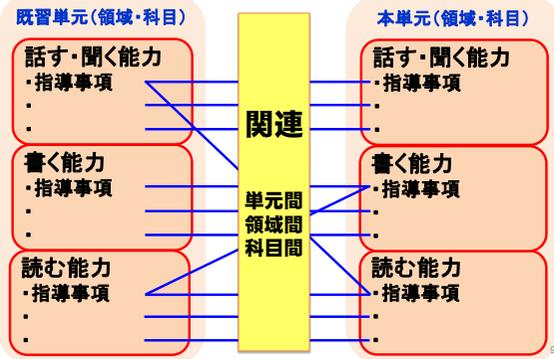 既習単元(領域・科目)
話す・聞く能力
・指導事項
・
・
書く能力
・指導事項
・
・
読む能力
・指導事項
・
・
関連
単元間
領域間
科目間
本単元(領域・科目)
話す・聞く能力
・指導事項
・
・
書く能力
・指導事項
・
・
読む能力
・指導事項
・
・